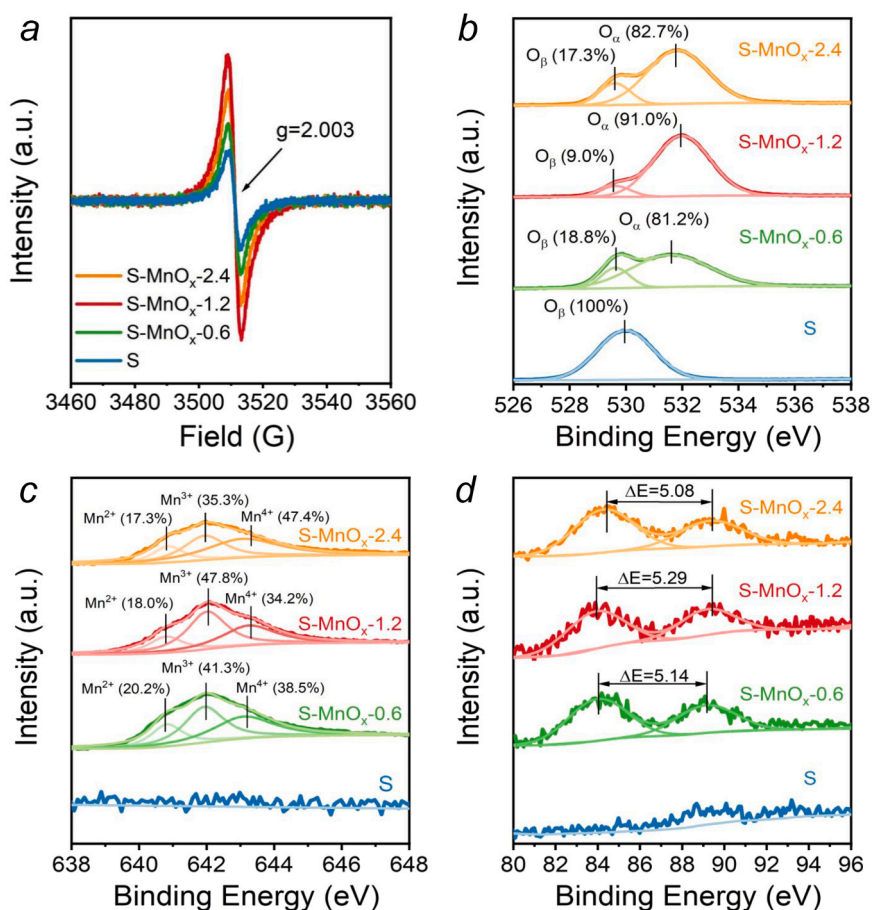 a
Intensity (a.u.)
g=2.003
S-MnOₓ-2.4
S-MnOₓ-1.2
S-MnOₓ-0.6
S
3460 3480 3500 3520 3540 3560
Field (G)
b
Intensity (a.u.)
Oα (82.7%)
Oβ (17.3%)
S-MnOₓ-2.4
Oα (91.0%)
Oβ (9.0%)
S-MnOₓ-1.2
Oα (81.2%)
Oβ (18.8%)
S-MnOₓ-0.6
Oβ (100%)
S
526 528 530 532 534 536 538
Binding Energy (eV)
c
Intensity (a.u.)
Mn³⁺ (35.3%)
Mn²⁺ (17.3%) Mn⁴⁺ (47.4%)
S-MnOₓ-2.4
Mn³⁺ (47.8%)
Mn²⁺ (18.0%) Mn⁴⁺ (34.2%)
S-MnOₓ-1.2
Mn³⁺ (41.3%)
Mn²⁺ (20.2%) Mn⁴⁺ (38.5%)
S-MnOₓ-0.6
S
638 640 642 644 646 648
Binding Energy (eV)
d
Intensity (a.u.)
ΔE=5.08
S-MnOₓ-2.4
ΔE=5.29
S-MnOₓ-1.2
ΔE=5.14
S-MnOₓ-0.6
S
80 82 84 86 88 90 92 94 96
Binding Energy (eV)